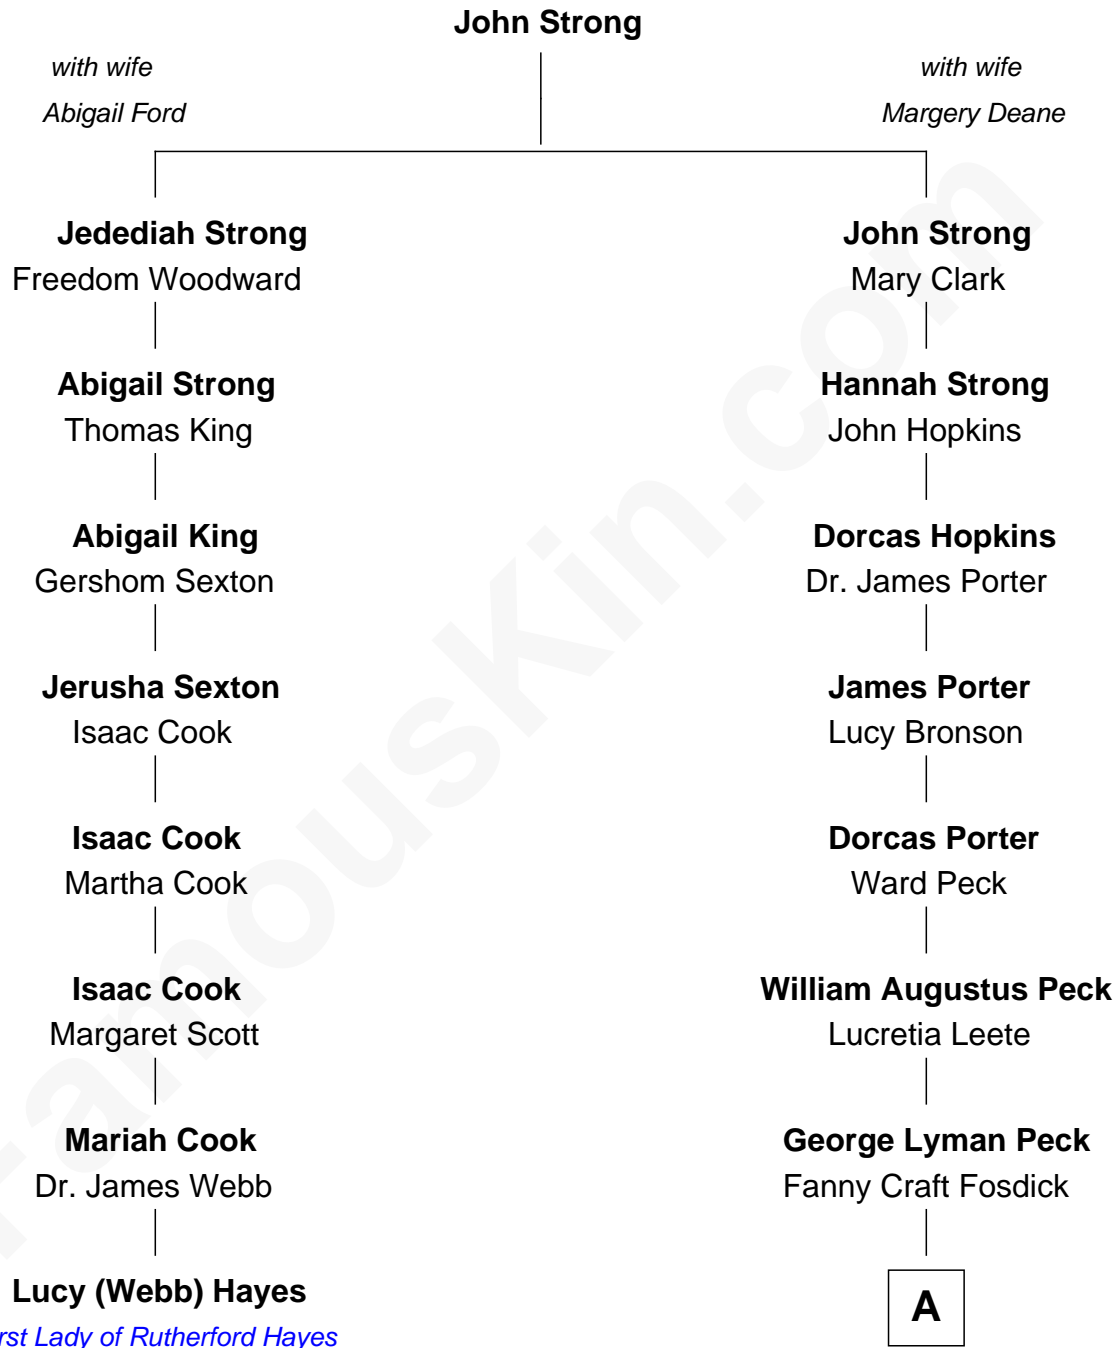 John Strong
with wife
Abigail Ford
with wife
Margery Deane
Jedediah Strong
Freedom Woodward
Abigail Strong
Thomas King
Abigail King
Gershom Sexton
Jerusha Sexton
Isaac Cook
Isaac Cook
Martha Cook
Isaac Cook
Margaret Scott
Mariah Cook
Dr. James Webb
Lucy (Webb) Hayes
rst Lady of Rutherford Hayes
John Strong
Mary Clark
Hannah Strong
John Hopkins
Dorcas Hopkins
Dr. James Porter
James Porter
Lucy Bronson
Dorcas Porter
Ward Peck
William Augustus Peck
Lucretia Leete
George Lyman Peck
Fanny Craft Fosdick
A
FamousKin.com